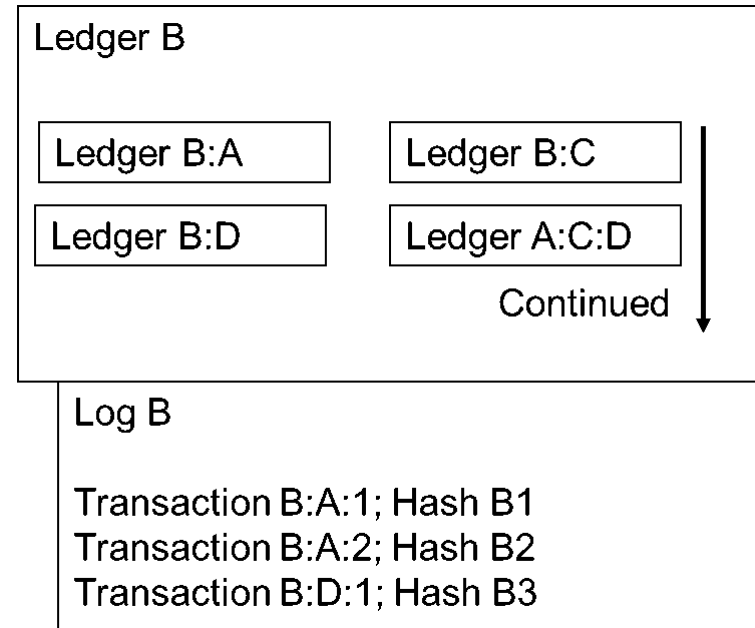 Ledger B
Ledger B:A
Ledger B:C
Ledger B:D
Ledger A:C:D
Continued
Log B
Transaction B:A:1; Hash B1
Transaction B:A:2; Hash B2
Transaction B:D:1; Hash B3